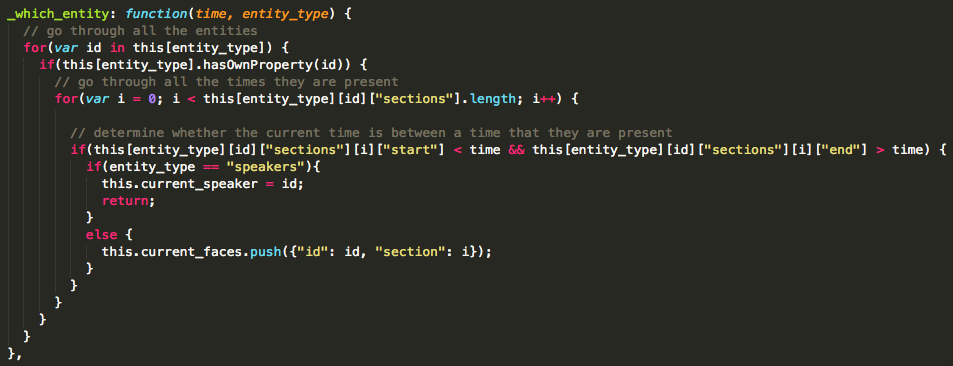 _which_entity: function(time, entity_type) {
  // go through all the entities
  for(var id in this[entity_type]) {
    if(this[entity_type].hasOwnProperty(id)) {
      // go through all the times they are present
      for(var i = 0; i < this[entity_type][id]["sections"].length; i++) {

        // determine whether the current time is between a time that they are present
        if(this[entity_type][id]["sections"][i]["start"] < time && this[entity_type][id]["sections"][i]["end"] > time) {
          if(entity_type == "speakers"){
            this.current_speaker = id;
            return;
          }
          else {
            this.current_faces.push({"id": id, "section": i});
          }
        }
      }
    }
  }
},